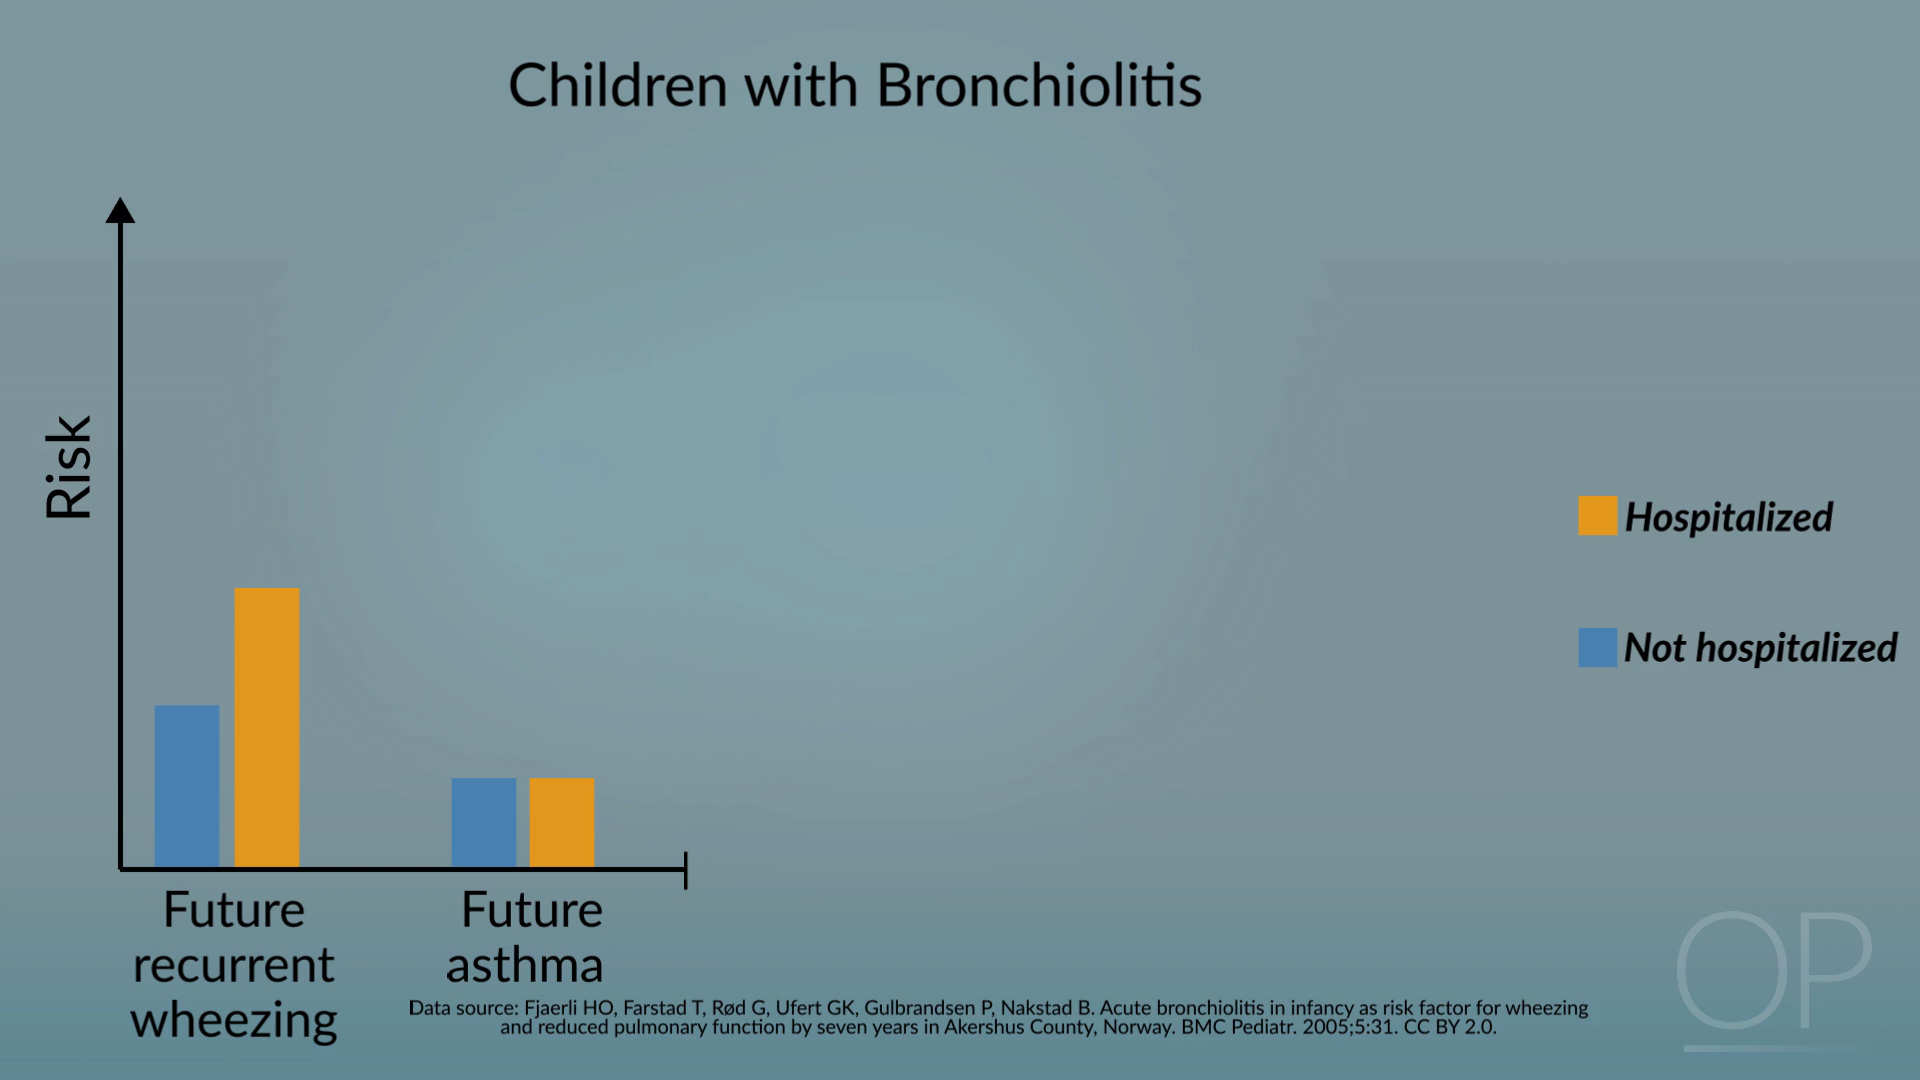 Children with Bronchiolitis
Risk
Hospitalized
Not hospitalized
Future
recurrent
wheezing
Future
asthma
Data source: Fjaerli HO, Farstad T, Rød G, Ufert GK, Gulbrandsen P, Nakstad B. Acute bronchiolitis in infancy as risk factor for wheezing
and reduced pulmonary function by seven years in Akershus County, Norway. BMC Pediatr. 2005;5:31. CC BY 2.0.
OP